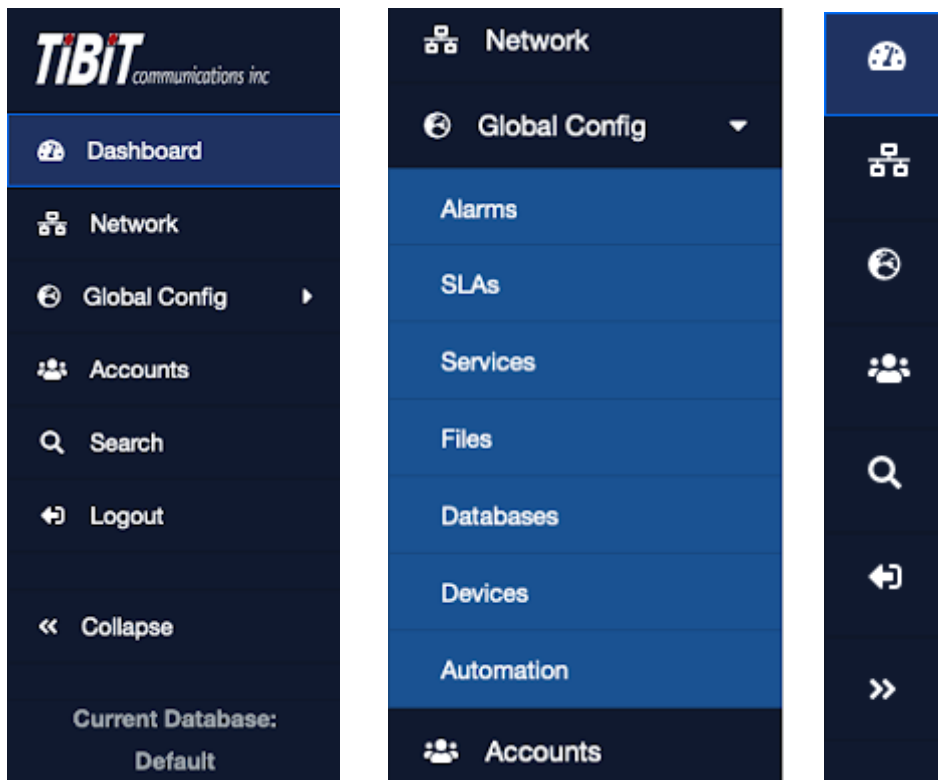 TiBiT communications inc
Dashboard
Network
Global Config
Accounts
Search
Logout
Collapse
Current Database:
Default
Network
Global Config
Alarms
SLAs
Services
Files
Databases
Devices
Automation
Accounts